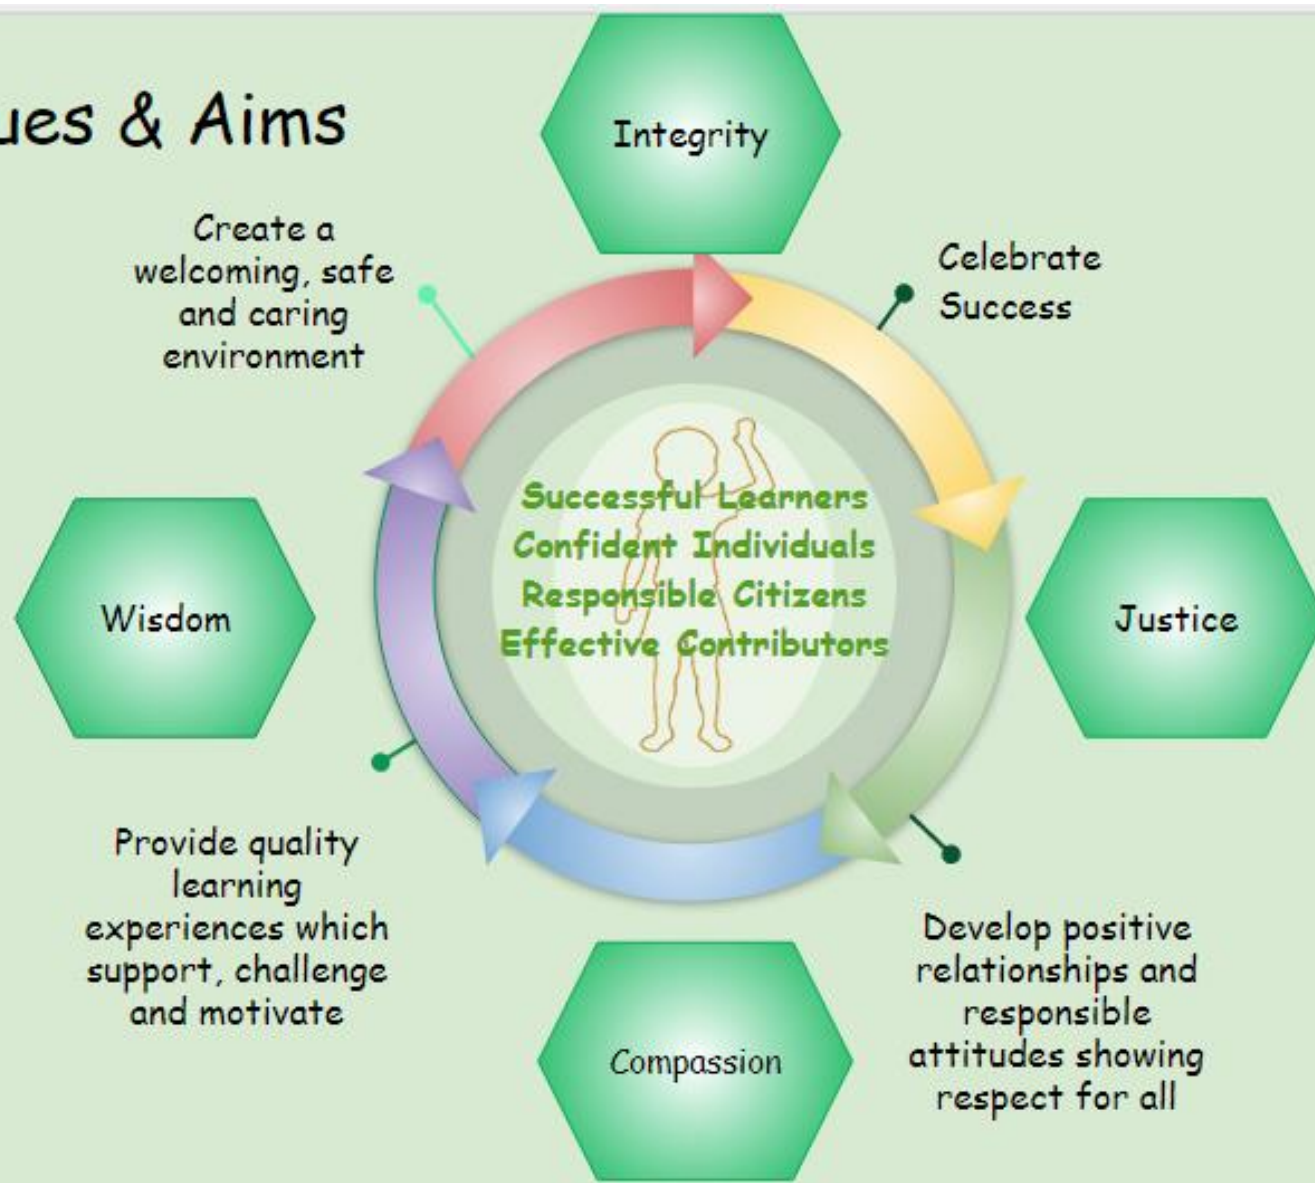 ues & Aims
Integrity
Create a
welcoming, safe
and caring
environment
Celebrate
Success
Successful Learners
Confident Individuals
Responsible Citizens
Effective Contributors
Wisdom
Justice
Provide quality
learning
experiences which
support, challenge
and motivate
Develop positive
relationships and
responsible
attitudes showing
respect for all
Compassion